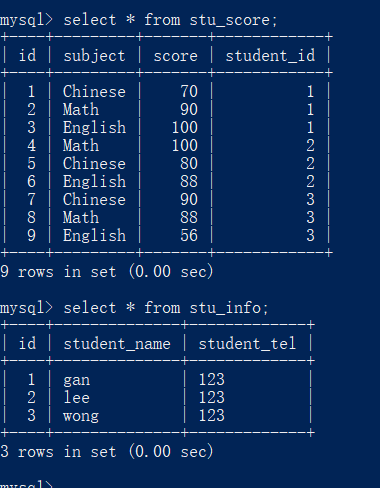 mysql> select * from stu_score;
+----+---------+-------+------------+
| id | subject | score | student_id |
+----+---------+-------+------------+
|  1 | Chinese |    70 |          1 |
|  2 | Math    |    90 |          1 |
|  3 | English |   100 |          1 |
|  4 | Math    |   100 |          2 |
|  5 | Chinese |    80 |          2 |
|  6 | English |    88 |          2 |
|  7 | Chinese |    90 |          3 |
|  8 | Math    |    88 |          3 |
|  9 | English |    56 |          3 |
+----+---------+-------+------------+
9 rows in set (0.00 sec)
mysql> select * from stu_info;
+----+--------------+-------------+
| id | student_name | student_tel |
+----+--------------+-------------+
|  1 | gan          | 123         |
|  2 | lee          | 123         |
|  3 | wong         | 123         |
+----+--------------+-------------+
3 rows in set (0.00 sec)
mysql>